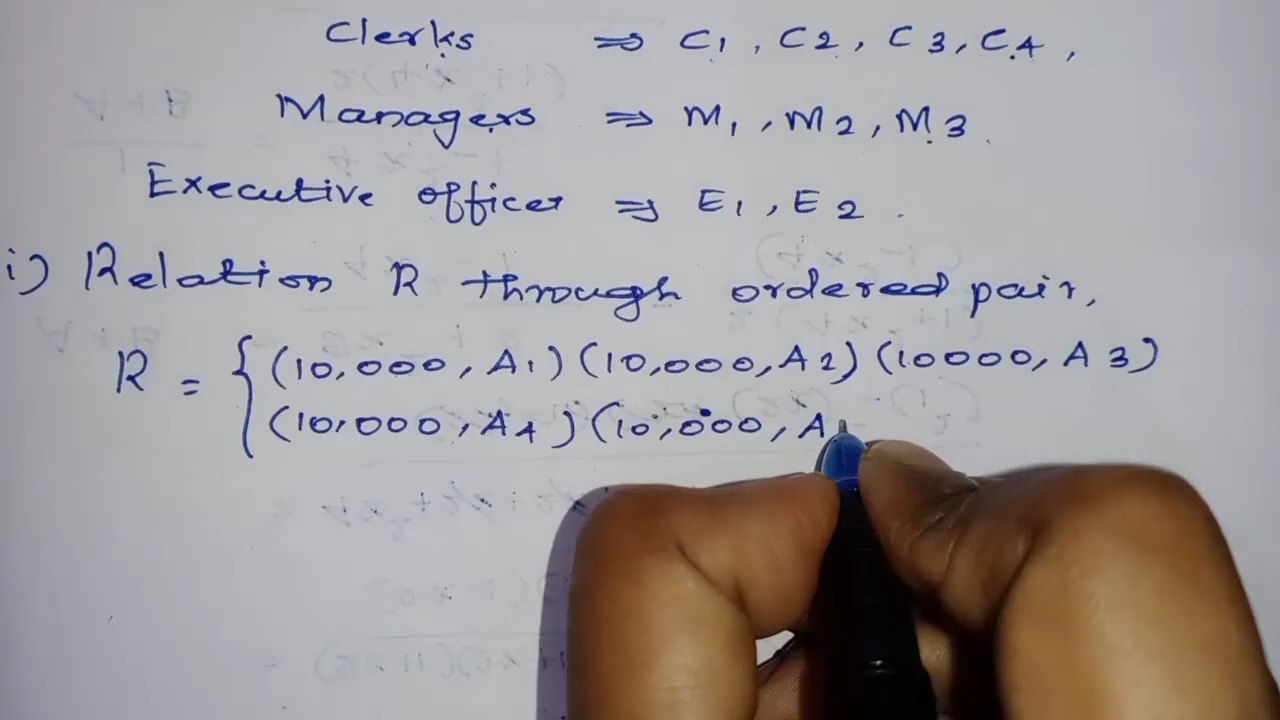 Clerks ⇒ C1, C2, C3, C4,
Managers ⇒ M1, M2, M3.
Executive officer ⇒ E1, E2.
i) Relation R through ordered pair,
R = { (10,000, A1) (10,000, A2) (10000, A3)
(10,000, A4) (10,000, A